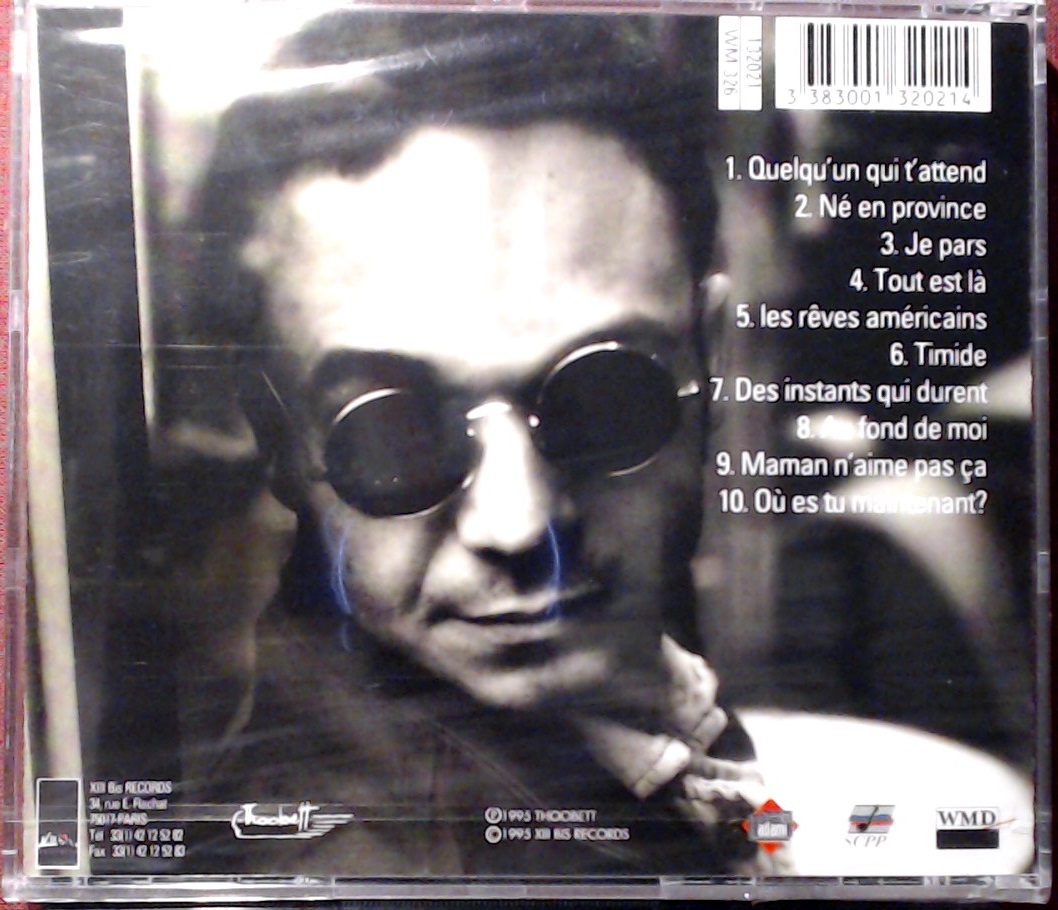 132021
WM 326
3 383001 320214
1. Quelqu'un qui t'attend
2. Né en province
3. Je pars
4. Tout est là
5. les rêves américains
6. Timide
7. Des instants qui durent
8. Au fond de moi
9. Maman n'aime pas ça
10. Où es tu maintenant?
XIII Bis RECORDS
34, rue E. Flachat
75017-PARIS
Tél 33(1) 42 12 52 82
Fax 33(1) 42 12 52 83
Thoobett
℗1995 THOOBETT
©1995 XIII BIS RECORDS
adami
SCPP
WMD